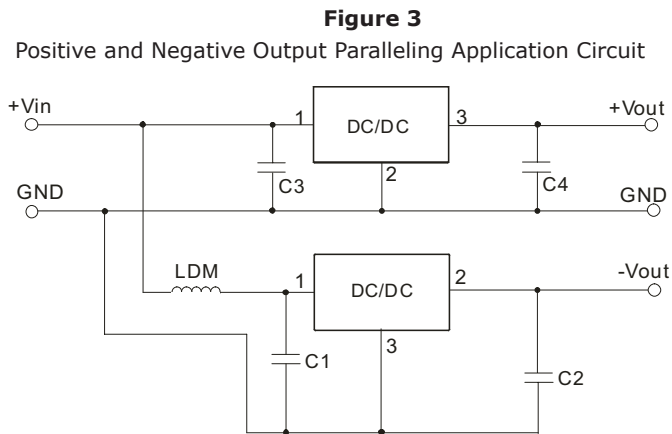 Figure 3
Positive and Negative Output Paralleling Application Circuit
+Vin
1
DC/DC
3
+Vout
C3
2
C4
GND
GND
LDM
1
DC/DC
2
-Vout
C1
3
C2